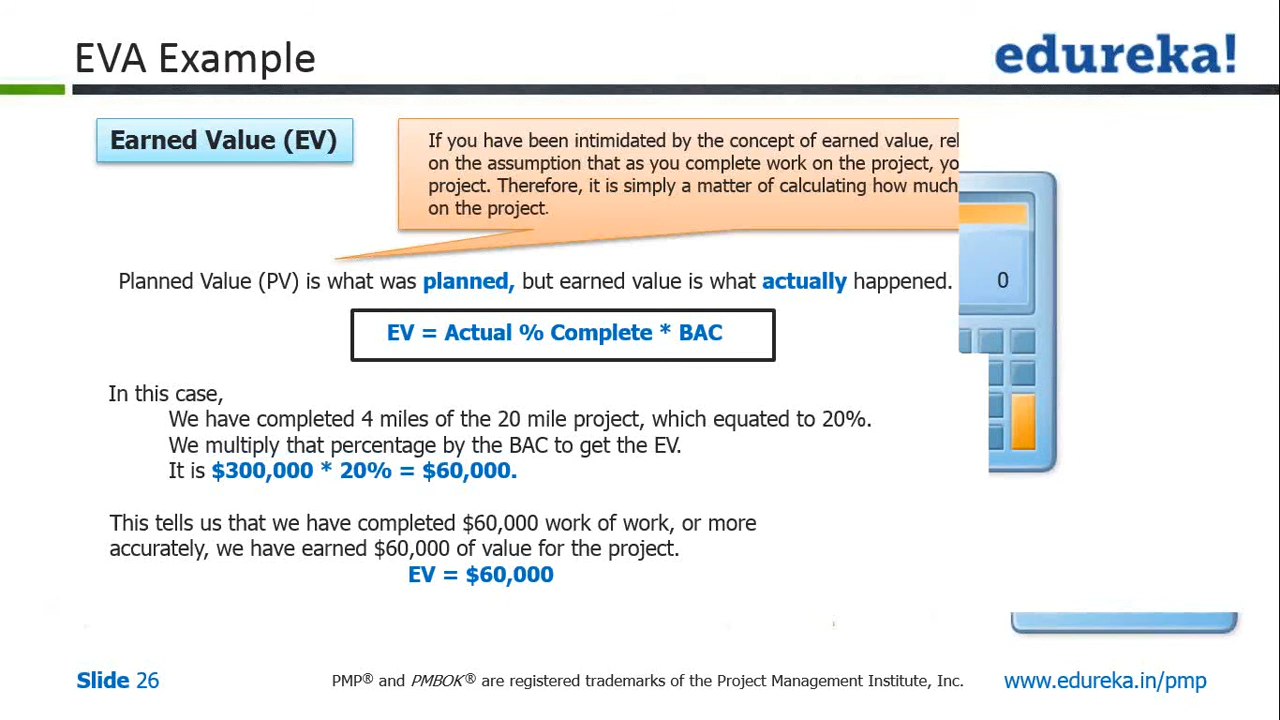 EVA Example
edureka!
Earned Value (EV)
If you have been intimidated by the concept of earned value,
on the assumption that as you complete work on the project,
project. Therefore, it is simply a matter of calculating how much
on the project.
Planned Value (PV) is what was planned, but earned value is what actually happened.
0
EV = Actual % Complete * BAC
In this case,
We have completed 4 miles of the 20 mile project, which equated to 20%.
We multiply that percentage by the BAC to get the EV.
It is $300,000 * 20% = $60,000.
This tells us that we have completed $60,000 work of work, or more
accurately, we have earned $60,000 of value for the project.
EV = $60,000
Slide 26
PMP® and PMBOK® are registered trademarks of the Project Management Institute, Inc.
www.edureka.in/pmp